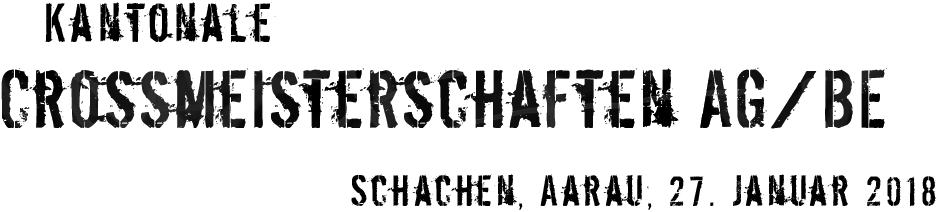 KANTONALE
CROSSMEISTERSCHAFTEN AG/BE
SCHACHEN, AARAU, 27. JANUAR 2018